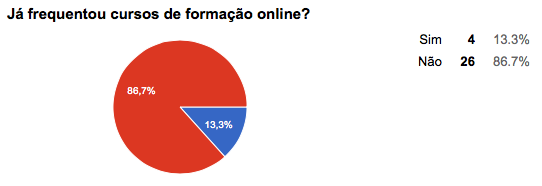 Já frequentou cursos de formação online?
Sim 4 13.3%
Não 26 86.7%
86,7%
13,3%